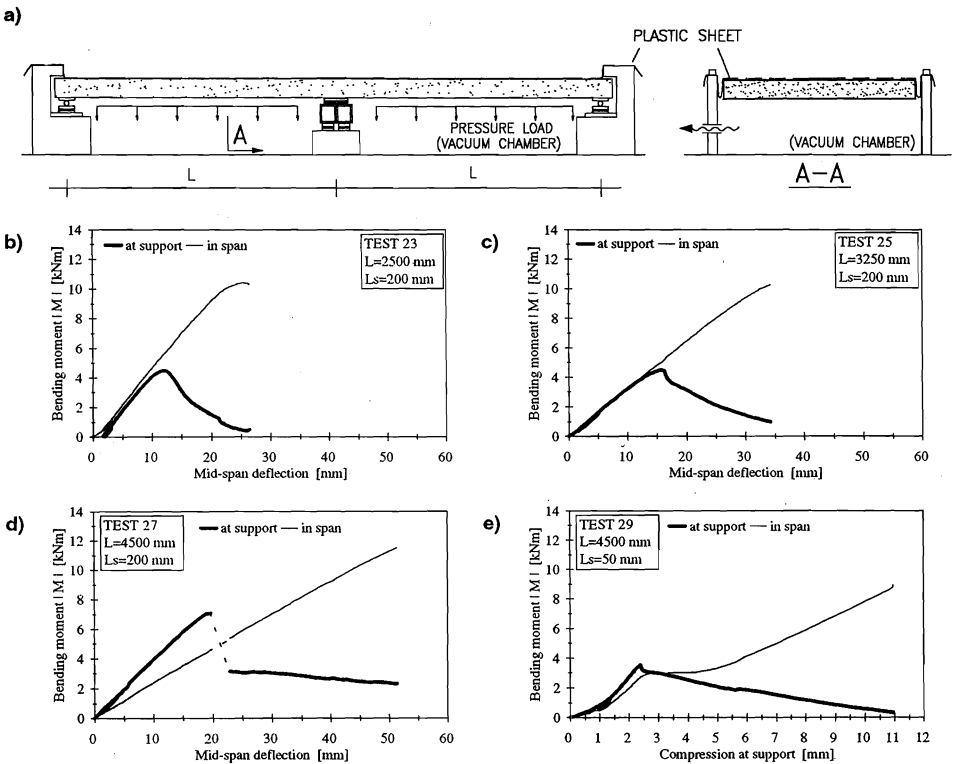 a)
PLASTIC SHEET
A
PRESSURE LOAD
(VACUUM CHAMBER)
(VACUUM CHAMBER)
A-A
L
L
b)
at support — in span
TEST 23
L=2500 mm
Ls=200 mm
Bending moment | M | [kNm]
14
12
10
8
6
4
2
0
0 10 20 30 40 50 60
Mid-span deflection [mm]
c)
at support — in span
TEST 25
L=3250 mm
Ls=200 mm
Bending moment | M | [kNm]
14
12
10
8
6
4
2
0
0 10 20 30 40 50 60
Mid-span deflection [mm]
d)
TEST 27
L=4500 mm
Ls=200 mm
at support — in span
Bending moment | M | [kNm]
14
12
10
8
6
4
2
0
0 10 20 30 40 50 60
Mid-span deflection [mm]
e)
TEST 29
L=4500 mm
Ls=50 mm
at support — in span
Bending moment | M | [kNm]
14
12
10
8
6
4
2
0
0 1 2 3 4 5 6 7 8 9 10 11 12
Compression at support [mm]